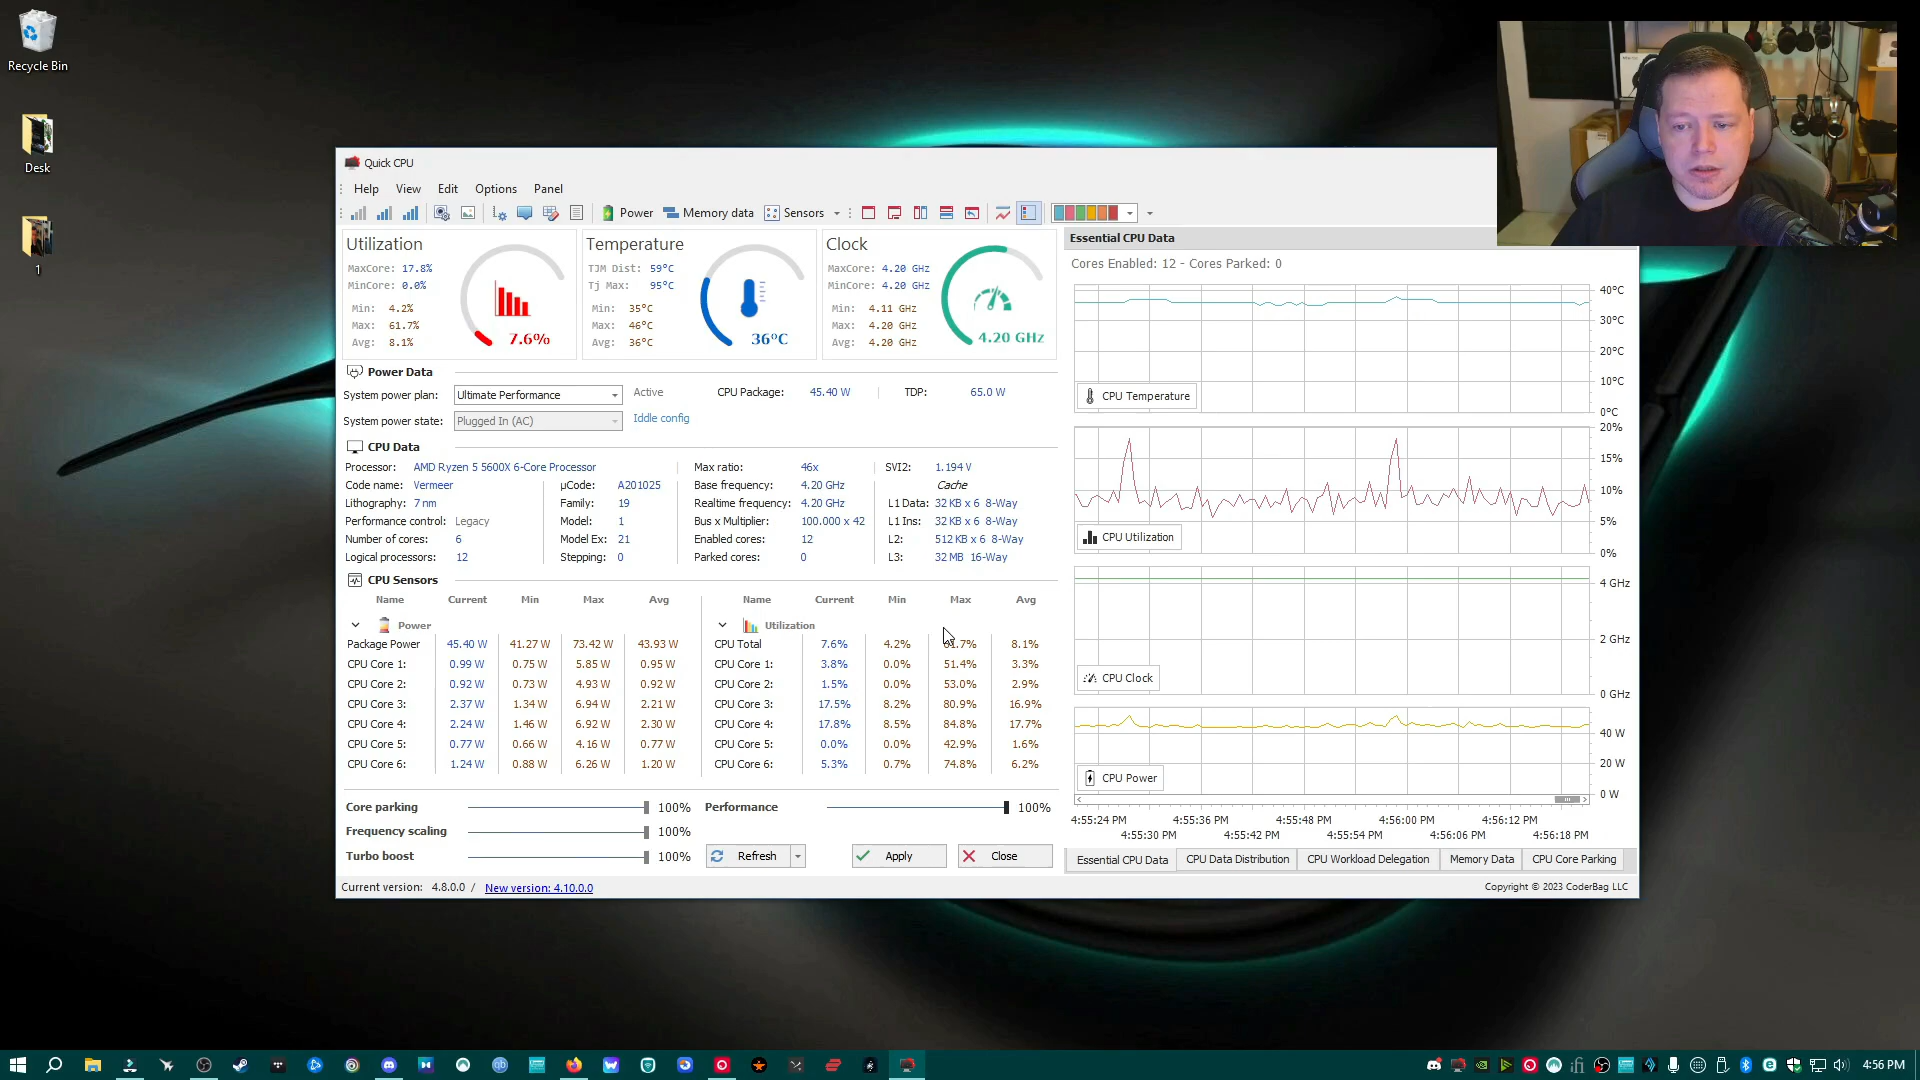 Recycle Bin
Desk
1
Quick CPU
Help View Edit Options Panel
Power Memory data Sensors
Utilization
MaxCore: 17.8%
MinCore: 0.0%
Min: 4.2%
Max: 61.7%
Avg: 8.1%
7.6%
Temperature
TJM Dist: 59°C
Tj Max: 95°C
Min: 35°C
Max: 46°C
Avg: 36°C
36°C
Clock
MaxCore: 4.20 GHz
MinCore: 4.20 GHz
Min: 4.11 GHz
Max: 4.20 GHz
Avg: 4.20 GHz
4.20 GHz
Power Data
System power plan: Ultimate Performance Active CPU Package: 45.40 W TDP: 65.0 W
System power state: Plugged In (AC) Iddle config
CPU Data
Processor: AMD Ryzen 5 5600X 6-Core Processor Max ratio: 46x SVI2: 1.194 V
Code name: Vermeer µCode: A201025 Base frequency: 4.20 GHz Cache
Lithography: 7 nm Family: 19 Realtime frequency: 4.20 GHz L1 Data: 32 KB x 6 8-Way
Performance control: Legacy Model: 1 Bus x Multiplier: 100.000 x 42 L1 Ins: 32 KB x 6 8-Way
Number of cores: 6 Model Ex: 21 Enabled cores: 12 L2: 512 KB x 6 8-Way
Logical processors: 12 Stepping: 0 Parked cores: 0 L3: 32 MB 16-Way
CPU Sensors
Name Current Min Max Avg Name Current Min Max Avg
Power Utilization
Package Power 45.40 W 41.27 W 73.42 W 43.93 W CPU Total 7.6% 4.2% 8.1%
CPU Core 1: 0.99 W 0.75 W 5.85 W 0.95 W CPU Core 1: 3.8% 0.0% 51.4% 3.3%
CPU Core 2: 0.92 W 0.73 W 4.93 W 0.92 W CPU Core 2: 1.5% 0.0% 53.0% 2.9%
CPU Core 3: 2.37 W 1.34 W 6.94 W 2.21 W CPU Core 3: 17.5% 8.2% 80.9% 16.9%
CPU Core 4: 2.24 W 1.46 W 6.92 W 2.30 W CPU Core 4: 17.8% 8.5% 84.8% 17.7%
CPU Core 5: 0.77 W 0.66 W 4.16 W 0.77 W CPU Core 5: 0.0% 0.0% 42.9% 1.6%
CPU Core 6: 1.24 W 0.88 W 6.26 W 1.20 W CPU Core 6: 5.3% 0.7% 74.8% 6.2%
Core parking 100% Performance 100%
Frequency scaling 100%
Turbo boost 100% Refresh Apply Close
Current version: 4.8.0.0 / New version: 4.10.0.0
Essential CPU Data
Cores Enabled: 12 - Cores Parked: 0
40°C
30°C
20°C
10°C
0°C
CPU Temperature
20%
15%
10%
5%
0%
CPU Utilization
4 GHz
2 GHz
0 GHz
CPU Clock
40 W
20 W
0 W
CPU Power
4:55:24 PM 4:55:36 PM 4:55:48 PM 4:56:00 PM 4:56:12 PM
4:55:30 PM 4:55:42 PM 4:55:54 PM 4:56:06 PM 4:56:18 PM
Essential CPU Data CPU Data Distribution CPU Workload Delegation Memory Data CPU Core Parking
Copyright © 2023 CoderBag LLC
4:56 PM